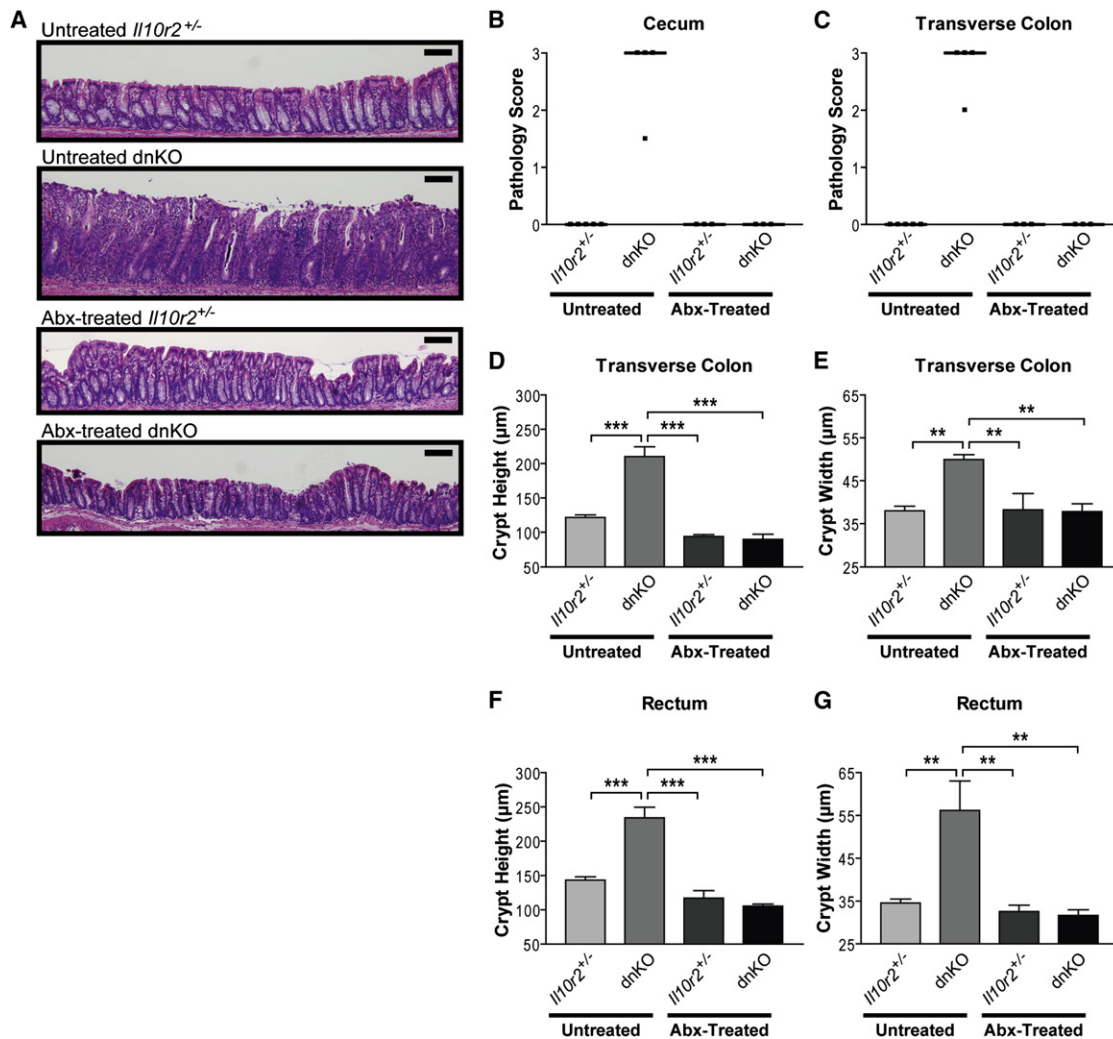 A
Untreated Il10r2+/-
Untreated dnKO
Abx-treated Il10r2+/-
Abx-treated dnKO
B
Cecum
Pathology Score
3
2
1
0
Il10r2+/-
dnKO
Il10r2+/-
dnKO
Untreated
Abx-Treated
C
Transverse Colon
Pathology Score
3
2
1
0
Il10r2+/-
dnKO
Il10r2+/-
dnKO
Untreated
Abx-Treated
D
Transverse Colon
Crypt Height (µm)
300
250
200
150
100
50
***
***
***
Il10r2+/-
dnKO
Il10r2+/-
dnKO
Untreated
Abx-Treated
E
Transverse Colon
Crypt Width (µm)
65
55
45
35
25
**
**
**
Il10r2+/-
dnKO
Il10r2+/-
dnKO
Untreated
Abx-Treated
F
Rectum
Crypt Height (µm)
300
250
200
150
100
50
***
***
***
Il10r2+/-
dnKO
Il10r2+/-
dnKO
Untreated
Abx-Treated
G
Rectum
Crypt Width (µm)
65
55
45
35
25
**
**
**
Il10r2+/-
dnKO
Il10r2+/-
dnKO
Untreated
Abx-Treated